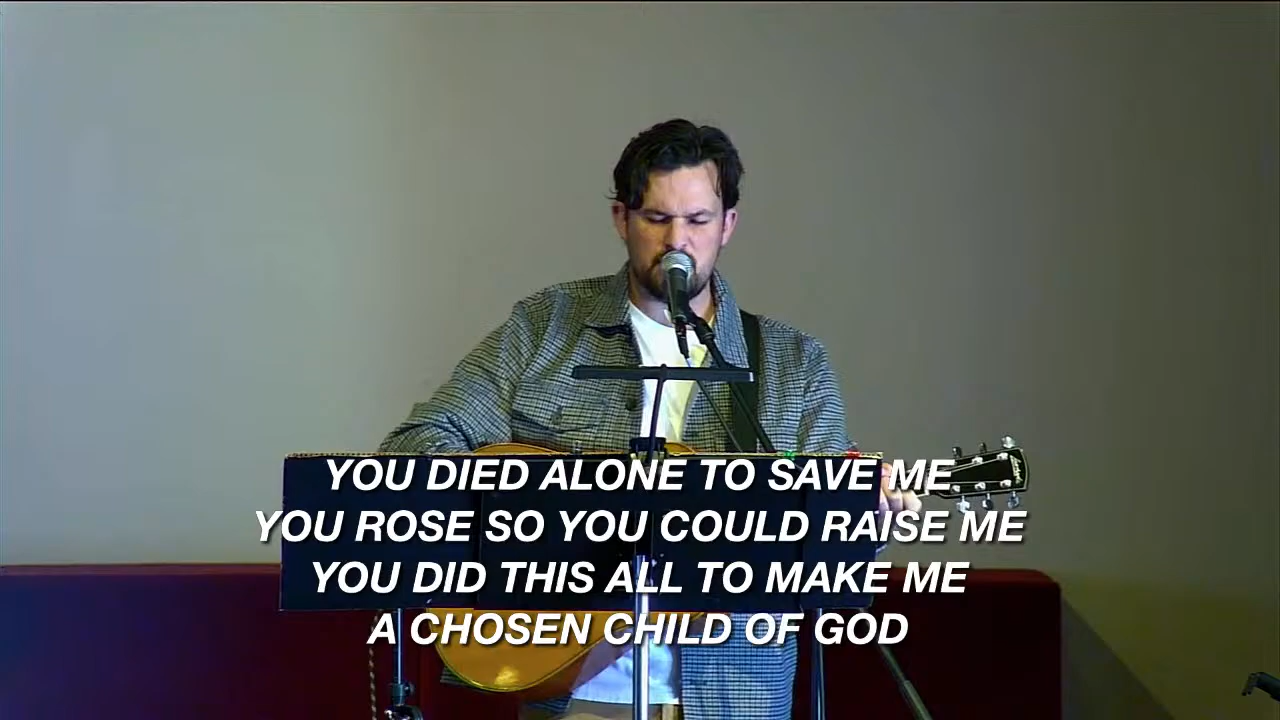 YOU DIED ALONE TO SAVE ME
YOU ROSE SO YOU COULD RAISE ME
YOU DID THIS ALL TO MAKE ME
A CHOSEN CHILD OF GOD